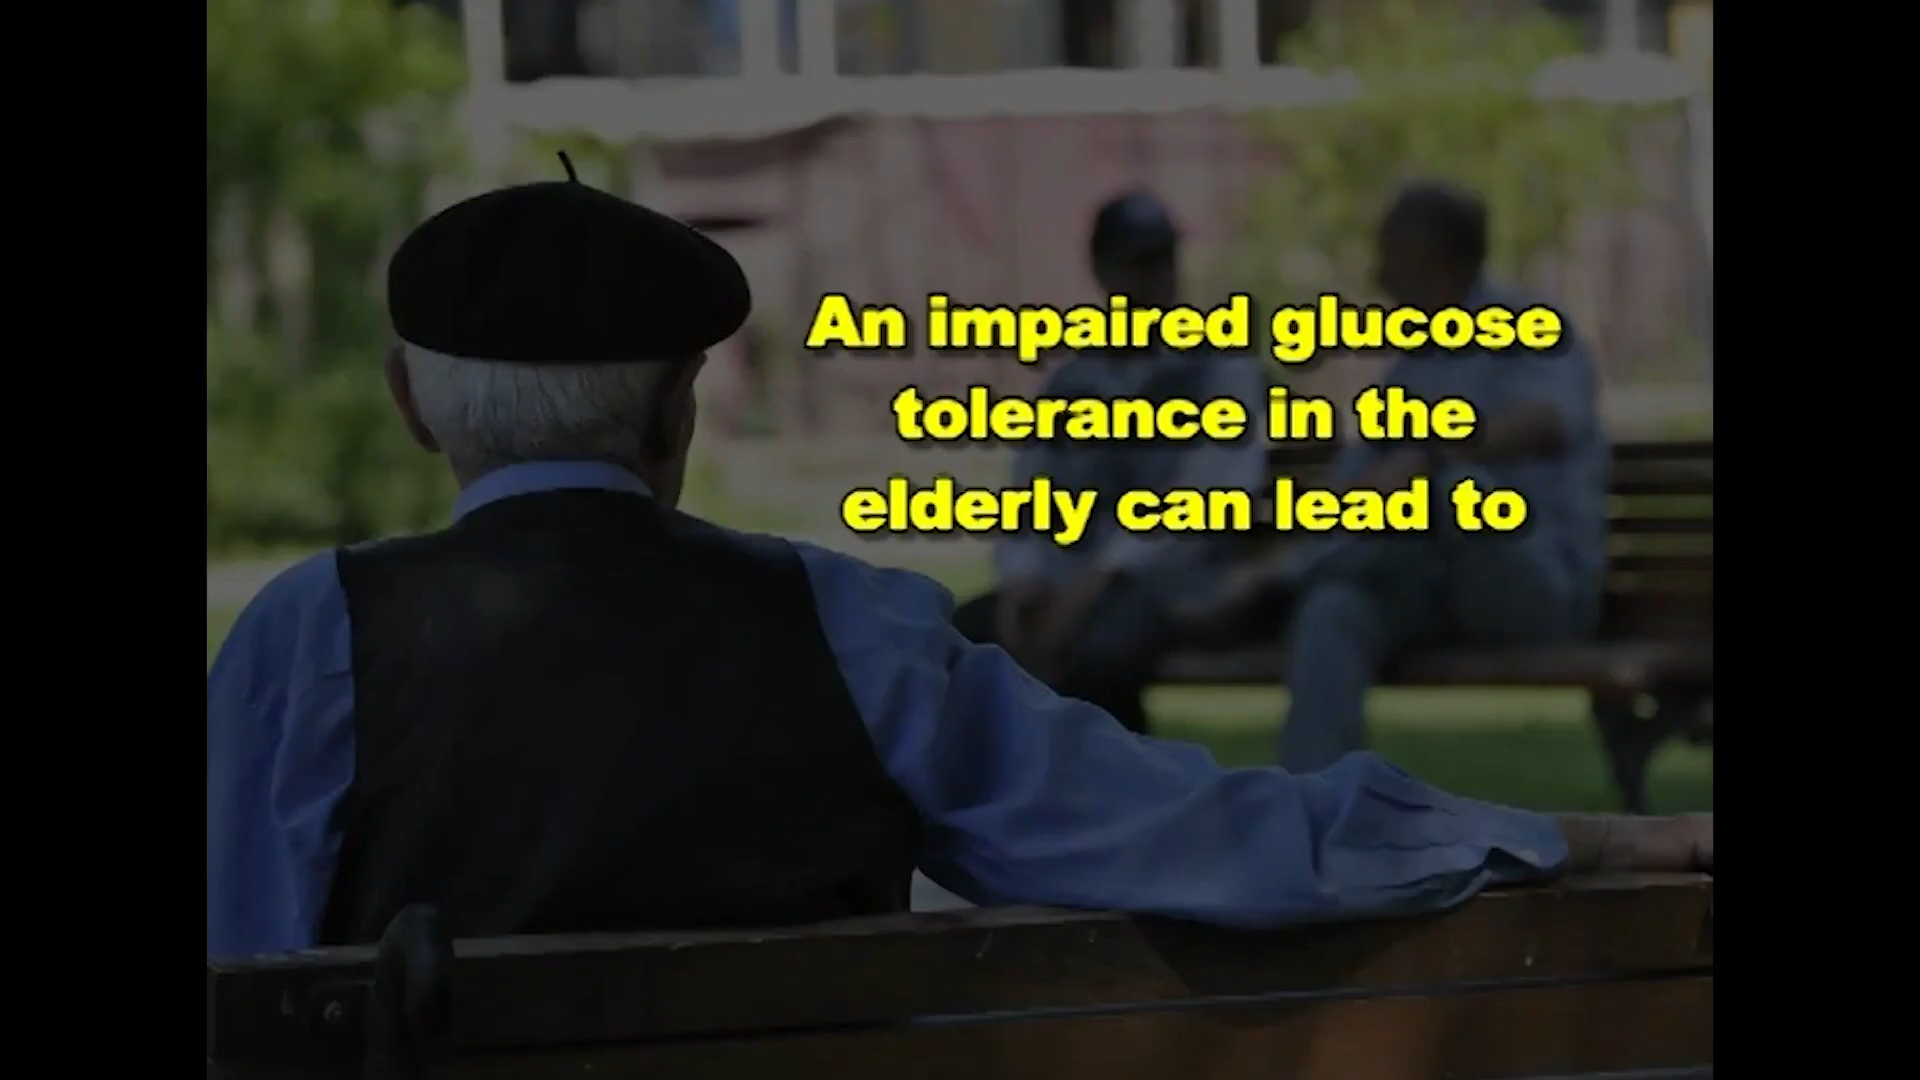 An impaired glucose
tolerance in the
elderly can lead to